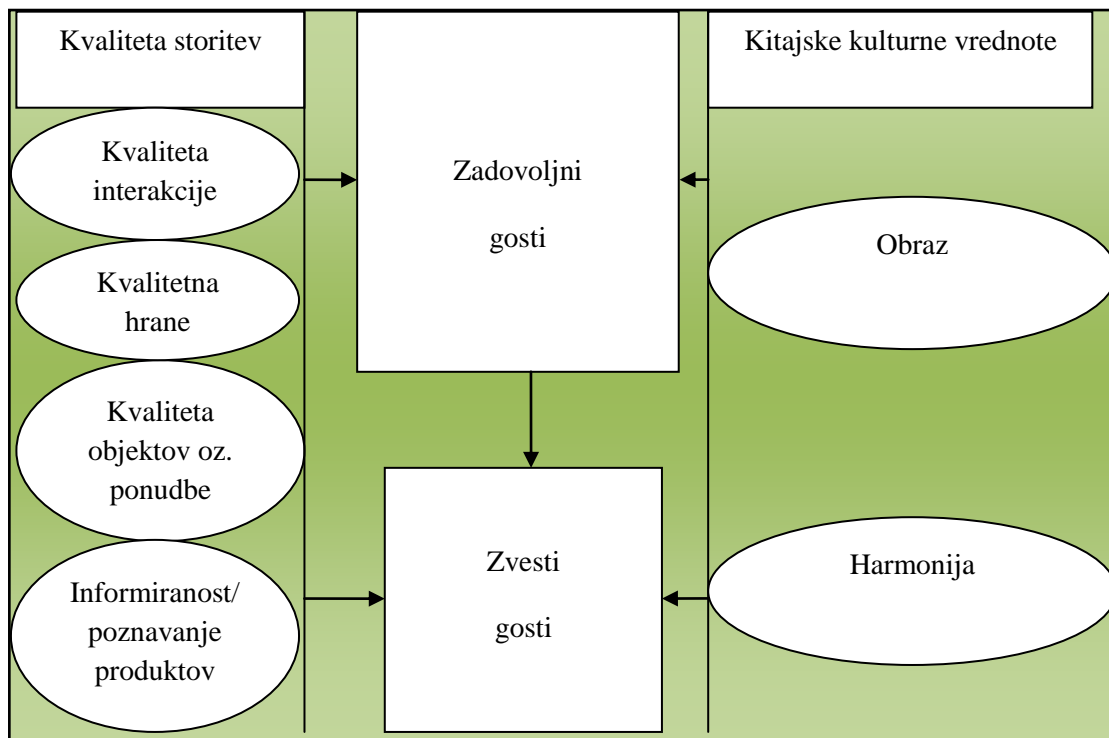 Kvaliteta storitev
Kvaliteta
interakcije
Kvalitetna
hrane
Kvaliteta
objektov oz.
ponudbe
Informiranost/
poznavanje
produktov
Zadovoljni
gosti
Zvesti
gosti
Kitajske kulturne vrednote
Obraz
Harmonija